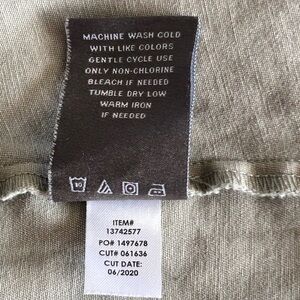 MACHINE WASH COLD
WITH LIKE COLORS
GENTLE CYCLE USE
ONLY NON-CHLORINE
BLEACH IF NEEDED
TUMBLE DRY LOW
WARM IRON
IF NEEDED
ITEM#
13742577
PO# 1497678
CUT# 061636
CUT DATE:
06/2020